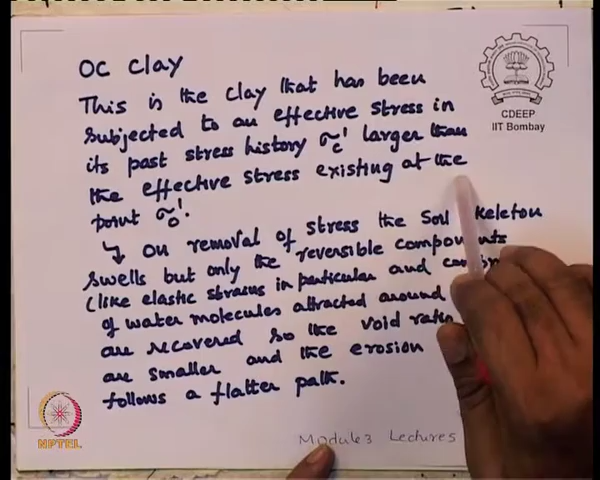 OC Clay
This is the clay that has been
subjected to an effective stress in
its past stress history σc' larger than
the effective stress existing at the
point σo'.
↳ On removal of stress the Soil skeleton
swells but only the reversible components
(like elastic strains in particular and
of water molecules attracted around
are recovered so the void ratio
are smaller and the erosion
follows a flatter path.
Module 3 Lectures
CDEEP
IIT Bombay
NPTEL